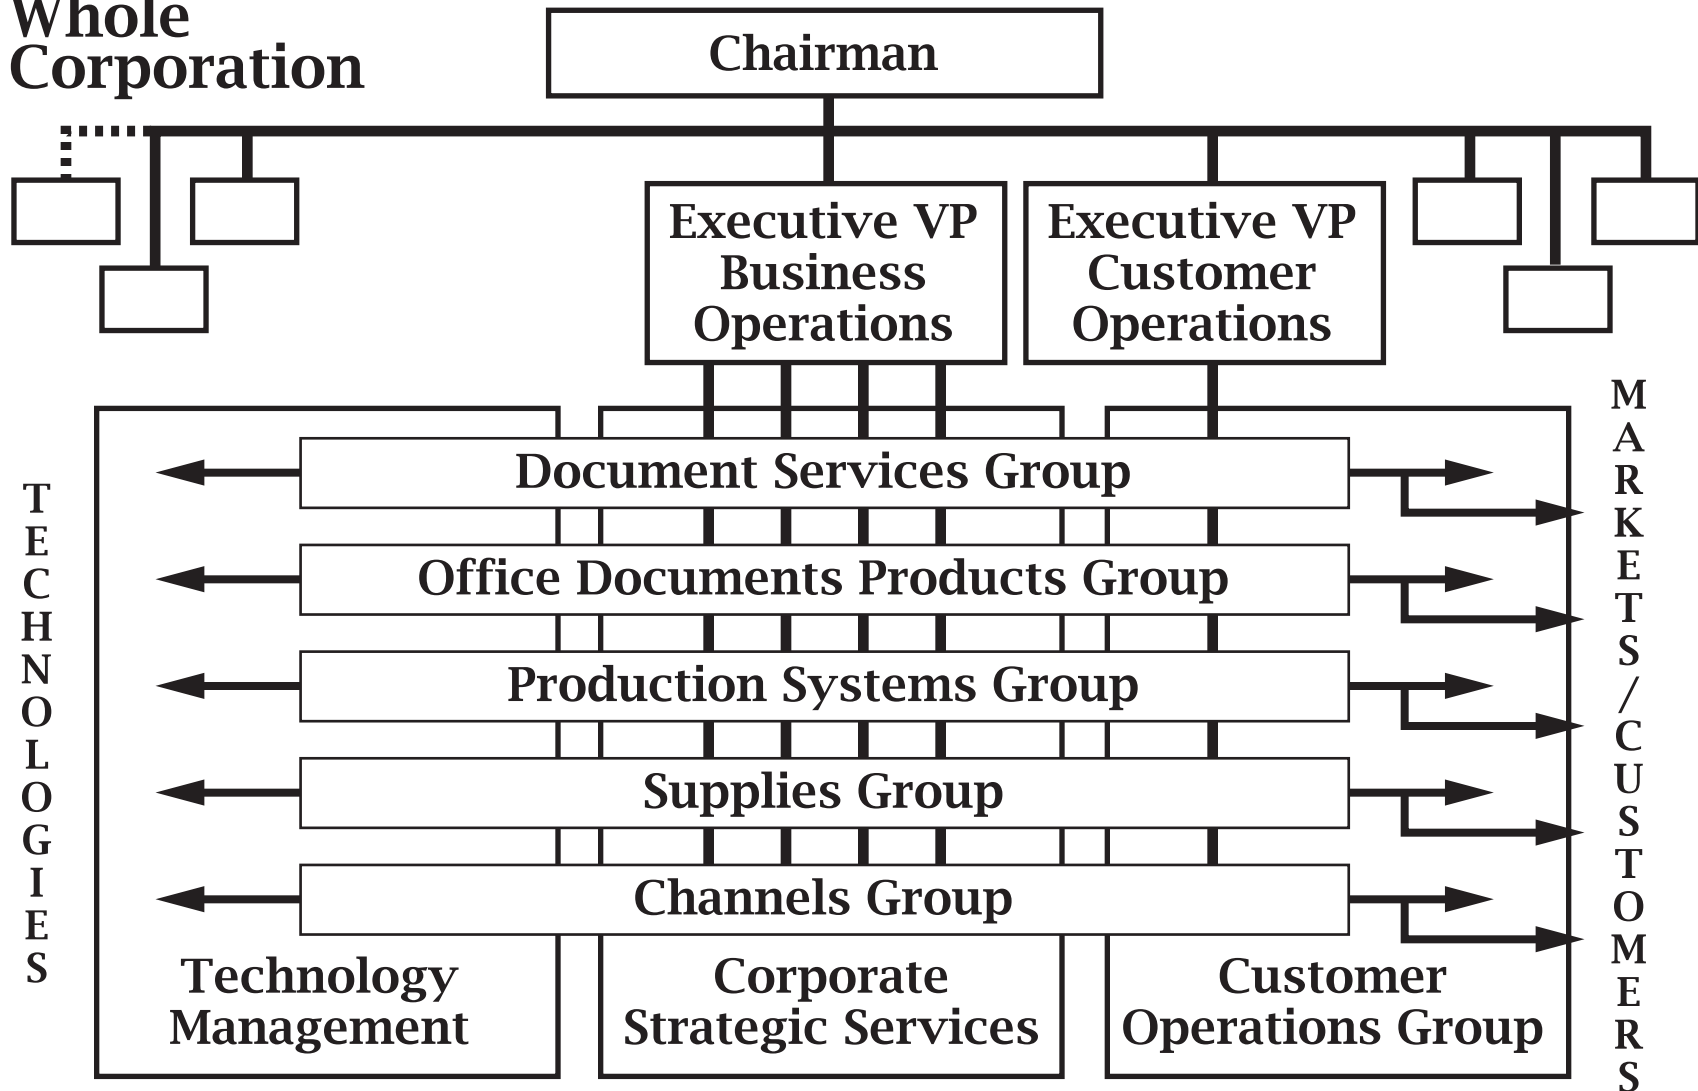 Whole
Corporation
Chairman
Executive VP
Business
Operations
Executive VP
Customer
Operations
Document Services Group
Office Documents Products Group
Production Systems Group
Supplies Group
Channels Group
Technology
Management
Corporate
Strategic Services
Customer
Operations Group
TECHNOLOGIES
MARKETS/CUSTOMERS